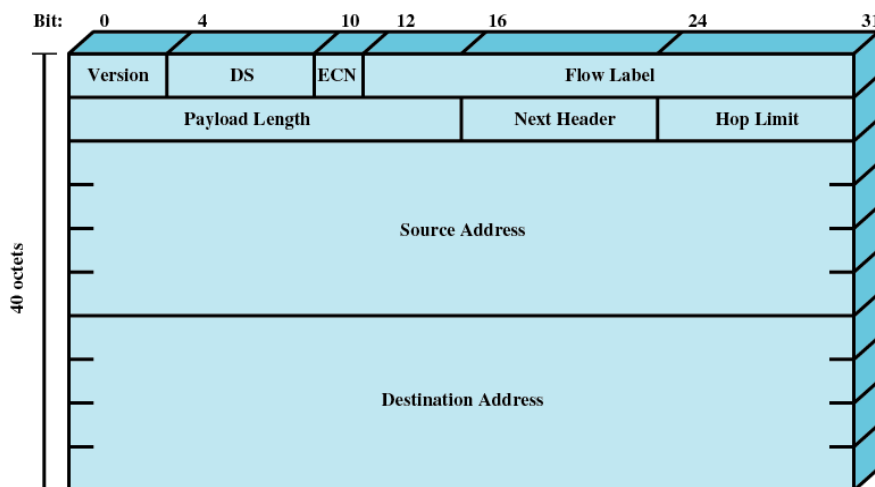 Bit: 0 4 10 12 16 24 31
Version DS ECN Flow Label
Payload Length Next Header Hop Limit
Source Address
40 octets
Destination Address